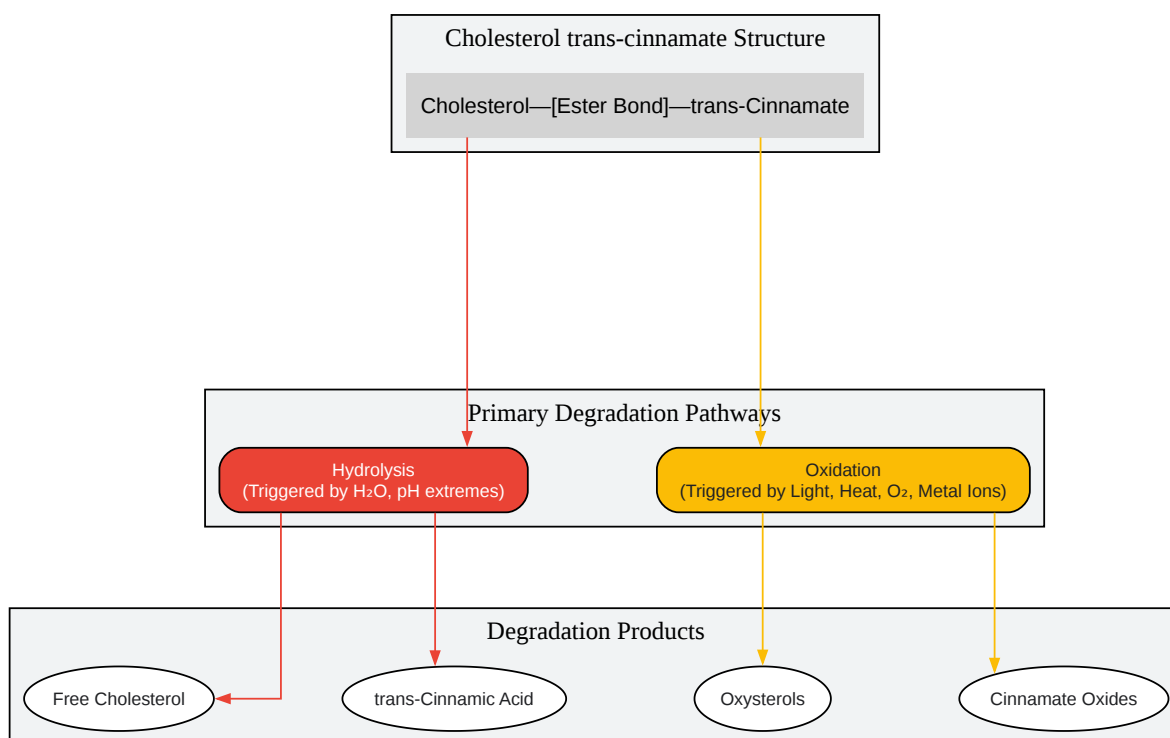 Cholesterol trans-cinnamate Structure
Cholesterol—[Ester Bond]—trans-Cinnamate
Primary Degradation Pathways
Hydrolysis
(Triggered by H₂O, pH extremes)
Oxidation
(Triggered by Light, Heat, O₂, Metal Ions)
Degradation Products
Free Cholesterol
trans-Cinnamic Acid
Oxysterols
Cinnamate Oxides